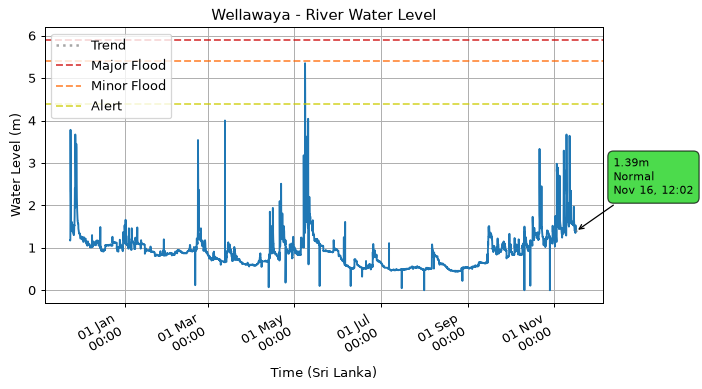 Wellawaya - River Water Level
6
5
4
3
2
1
0
Water Level (m)
Trend
Major Flood
Minor Flood
Alert
1.39m
Normal
Nov 16, 12:02
01 Jan
00:00
01 Mar
00:00
01 May
00:00
01 Jul
00:00
01 Sep
00:00
01 Nov
00:00
Time (Sri Lanka)